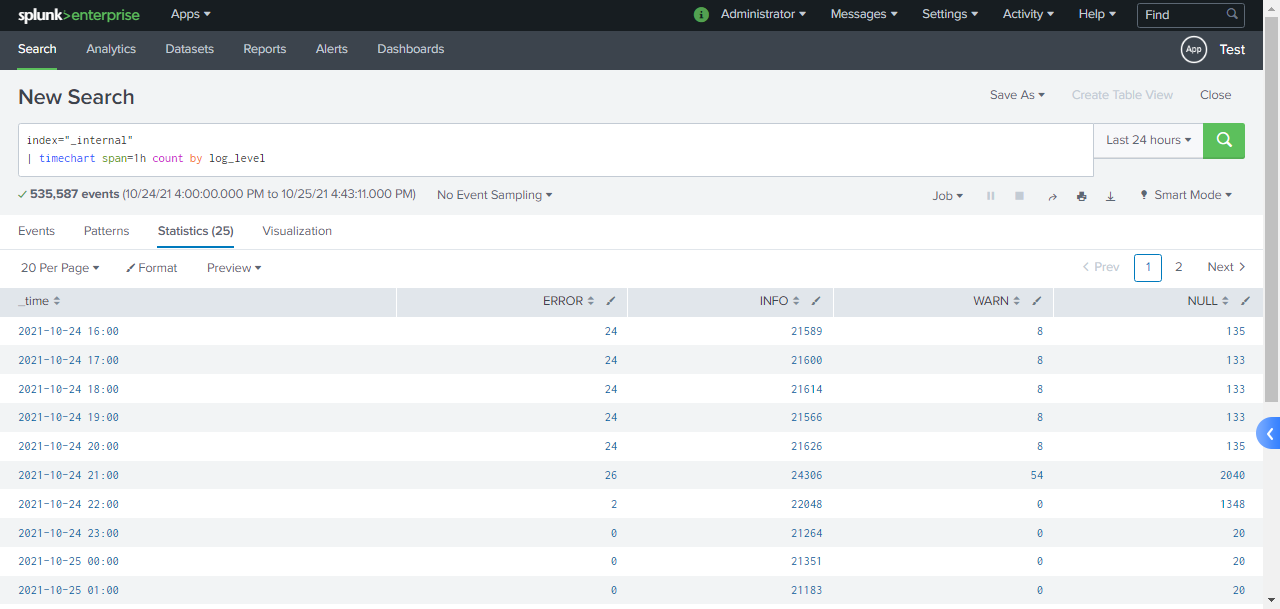 splunk>enterprise Apps Administrator Messages Settings Activity Help Find
Search Analytics Datasets Reports Alerts Dashboards App Test
New Search Save As Create Table View Close
index="_internal"
| timechart span=1h count by log_level
Last 24 hours
535,587 events (10/24/21 4:00:00.000 PM to 10/25/21 4:43:11.000 PM) No Event Sampling Job Smart Mode
Events Patterns Statistics (25) Visualization
20 Per Page Format Preview < Prev 1 2 Next >
_time ERROR INFO WARN NULL
2021-10-24 16:00 24 21589 8 135
2021-10-24 17:00 24 21600 8 133
2021-10-24 18:00 24 21614 8 133
2021-10-24 19:00 24 21566 8 133
2021-10-24 20:00 24 21626 8 135
2021-10-24 21:00 26 24306 54 2040
2021-10-24 22:00 2 22048 0 1348
2021-10-24 23:00 0 21264 0 20
2021-10-25 00:00 0 21351 0 20
2021-10-25 01:00 0 21183 0 20